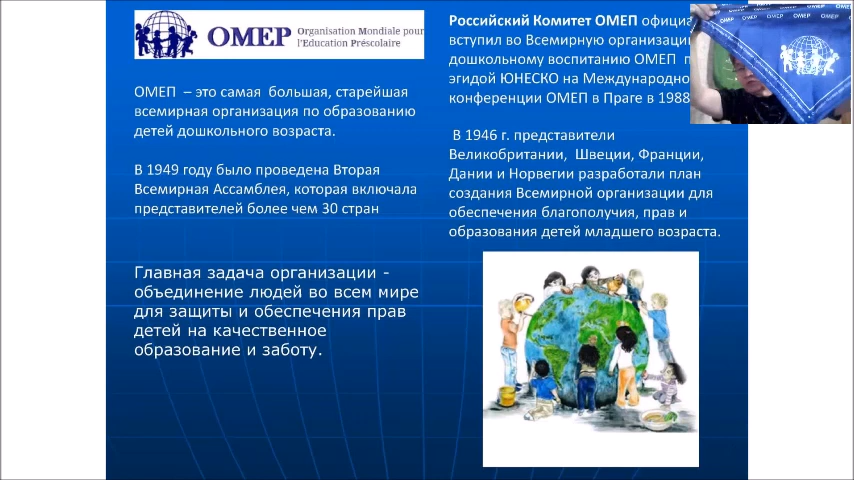 OMEP Organisation Mondiale pour
l'Education Préscolaire
ОМЕП – это самая большая, старейшая
всемирная организация по образованию
детей дошкольного возраста.
В 1949 году было проведена Вторая
Всемирная Ассамблея, которая включала
представителей более чем 30 стран
Главная задача организации -
объединение людей во всем мире
для защиты и обеспечения прав
детей на качественное
образование и заботу.
Российский Комитет ОМЕП
вступил во Всемирную
дошкольному воспитанию ОМЕП
эгидой ЮНЕСКО на
конференции ОМЕП в Праге в 1988
В 1946 г. представители
Великобритании, Швеции, Франции,
Дании и Норвегии разработали план
создания Всемирной организации для
обеспечения благополучия, прав и
образования детей младшего возраста.
OMEP OMEP OMEP